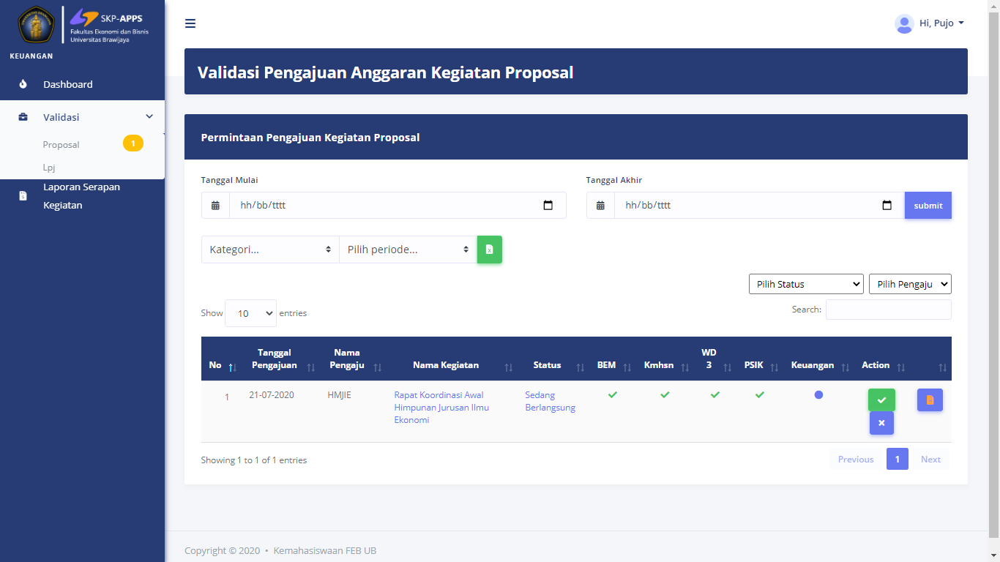 SKP-APPS
Fakultas Ekonomi dan Bisnis
Universitas Brawijaya
KEUANGAN
Dashboard
Validasi
Proposal 1
Lpj
Laporan Serapan
Kegiatan
Hi, Pujo
Validasi Pengajuan Anggaran Kegiatan Proposal
Permintaan Pengajuan Kegiatan Proposal
Tanggal Mulai
Tanggal Akhir
hh/bb/tttt
hh/bb/tttt
submit
Kategori...
Pilih periode...
Pilih Status
Pilih Pengaju
Show 10 entries
Search:
No
Tanggal
Pengajuan
Nama
Pengaju
Nama Kegiatan
Status
BEM
Kmhsn
WD
3
PSIK
Keuangan
Action
1
21-07-2020
HMJIE
Rapat Koordinasi Awal
Himpunan Jurusan Ilmu
Ekonomi
Sedang
Berlangsung
Showing 1 to 1 of 1 entries
Previous 1 Next
Copyright © 2020 • Kemahasiswaan FEB UB